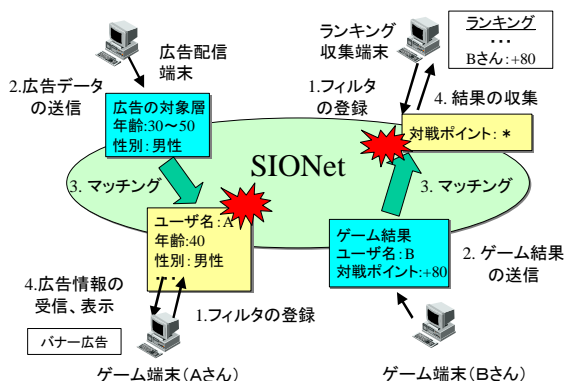 広告配信
端末
2.広告データ
の送信
広告の対象層
年齢:30～50
性別:男性
3. マッチング
ユーザ名:A
年齢:40
性別:男性
・・・
4.広告情報の
受信、表示
バナー広告
1.フィルタの登録
ゲーム端末(Aさん)
SIONet
ランキング
収集端末
ランキング
・・・
Bさん:+80
1.フィルタ
の登録
4. 結果の収集
対戦ポイント: *
3. マッチング
ゲーム結果
ユーザ名:B
対戦ポイント:+80
2. ゲーム結果
の送信
ゲーム端末(Bさん)